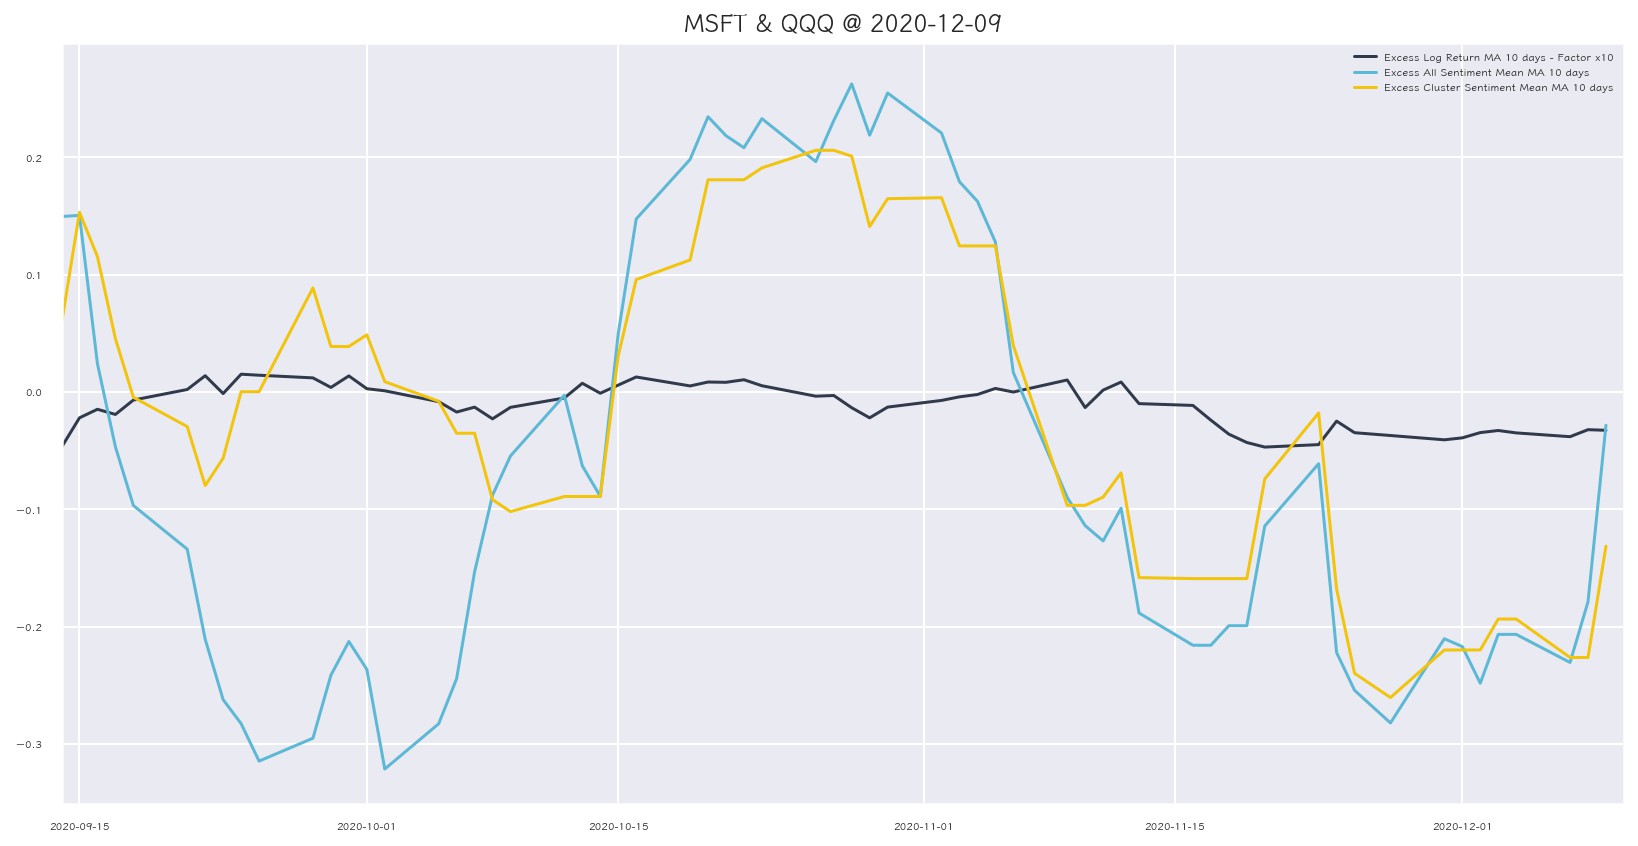 MSFT & QQQ @ 2020-12-09
Excess Log Return MA 10 days - Factor x10
Excess All Sentiment Mean MA 10 days
Excess Cluster Sentiment Mean MA 10 days
0.2
0.1
0.0
−0.1
−0.2
−0.3
2020-09-15 2020-10-01 2020-10-15 2020-11-01 2020-11-15 2020-12-01